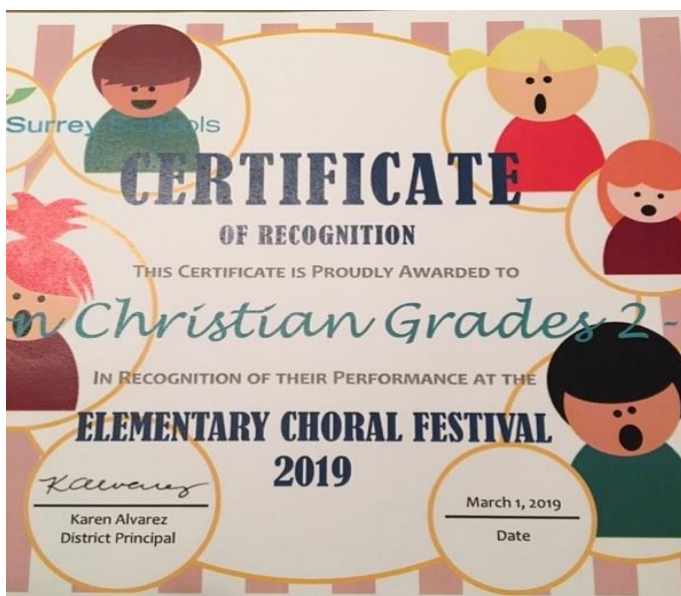 Surrey Schools
CERTIFICATE
OF RECOGNITION
THIS CERTIFICATE IS PROUDLY AWARDED TO
n Christian Grades 2 -
IN RECOGNITION OF THEIR PERFORMANCE AT THE
ELEMENTARY CHORAL FESTIVAL
2019
KAlvarez
Karen Alvarez
District Principal
March 1, 2019
Date